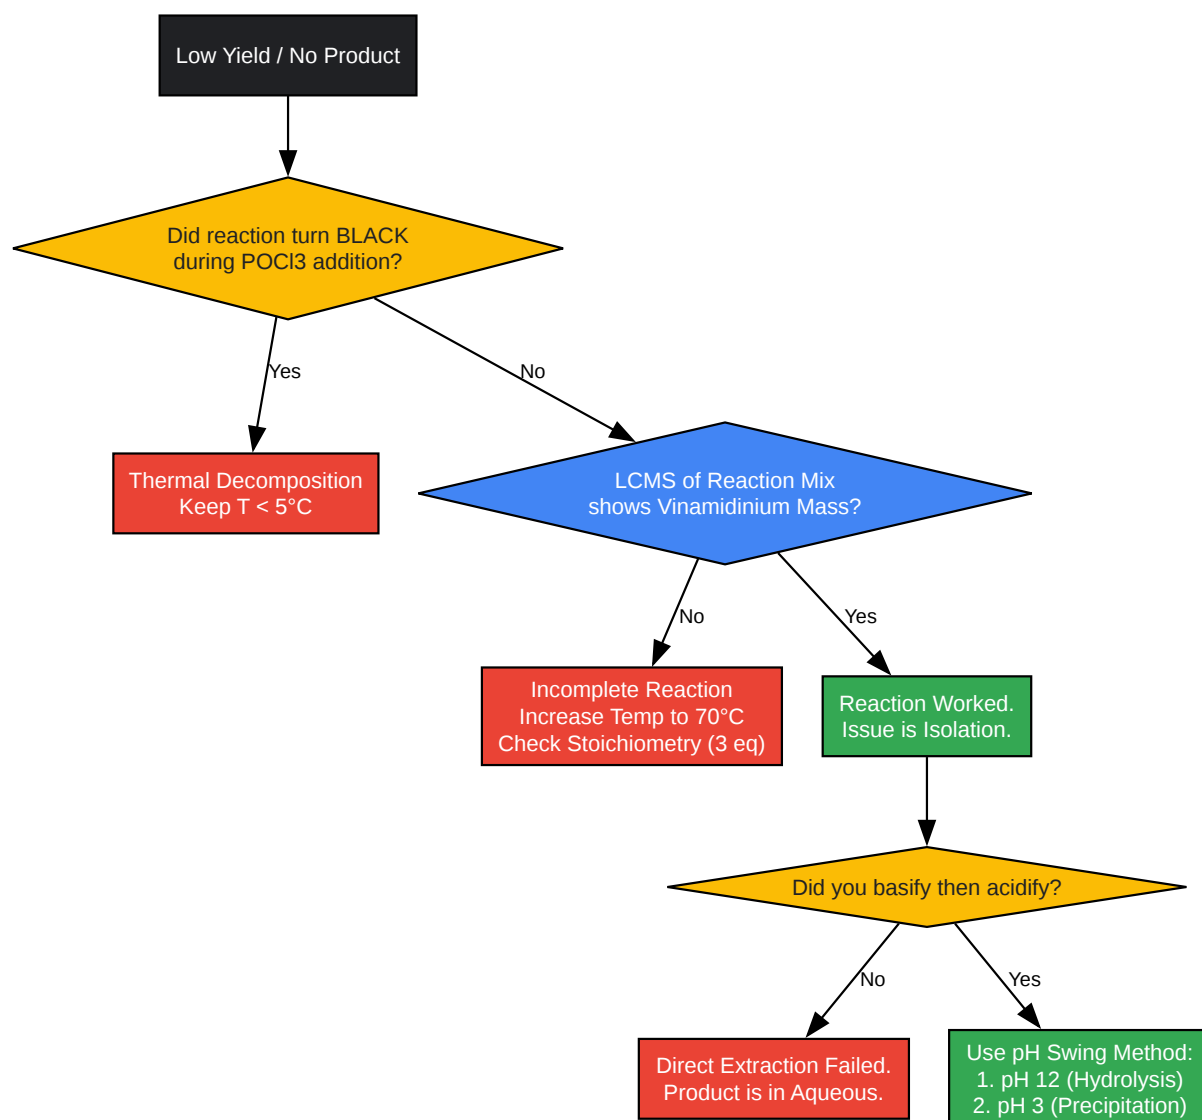 Low Yield / No Product
Did reaction turn BLACK
during POCl3 addition?
Yes
No
Thermal Decomposition
Keep T < 5°C
LCMS of Reaction Mix
shows Vinamidinium Mass?
No
Yes
Incomplete Reaction
Increase Temp to 70°C
Check Stoichiometry (3 eq)
Reaction Worked.
Issue is Isolation.
Did you basify then acidify?
No
Yes
Direct Extraction Failed.
Product is in Aqueous.
Use pH Swing Method:
1. pH 12 (Hydrolysis)
2. pH 3 (Precipitation)